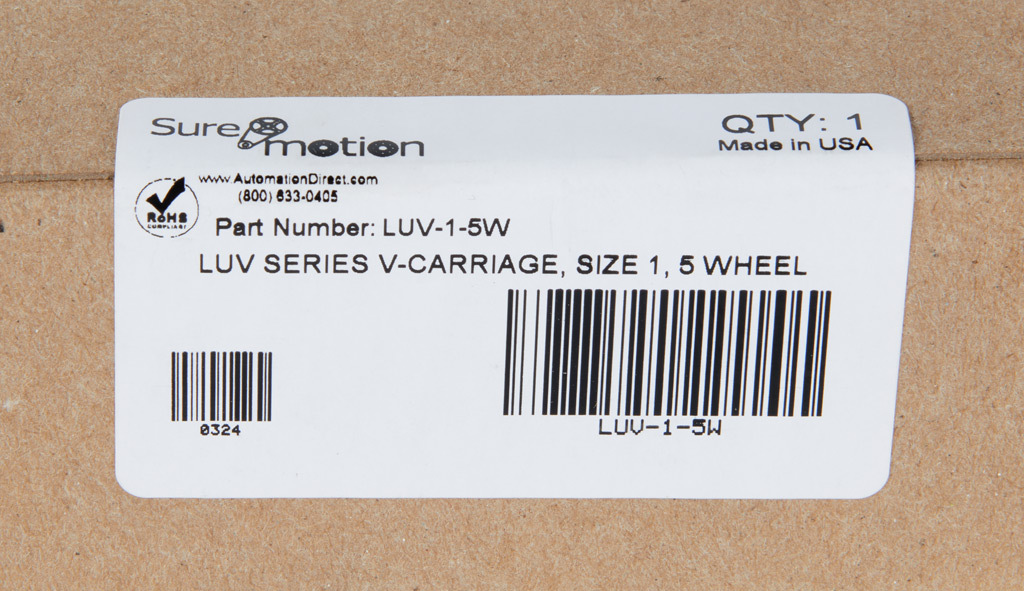 Sure motion
QTY: 1
Made in USA
www.AutomationDirect.com
(800) 633-0405
RoHS
COMPLIANT
Part Number: LUV-1-5W
LUV SERIES V-CARRIAGE, SIZE 1, 5 WHEEL
0324
LUV-1-5W